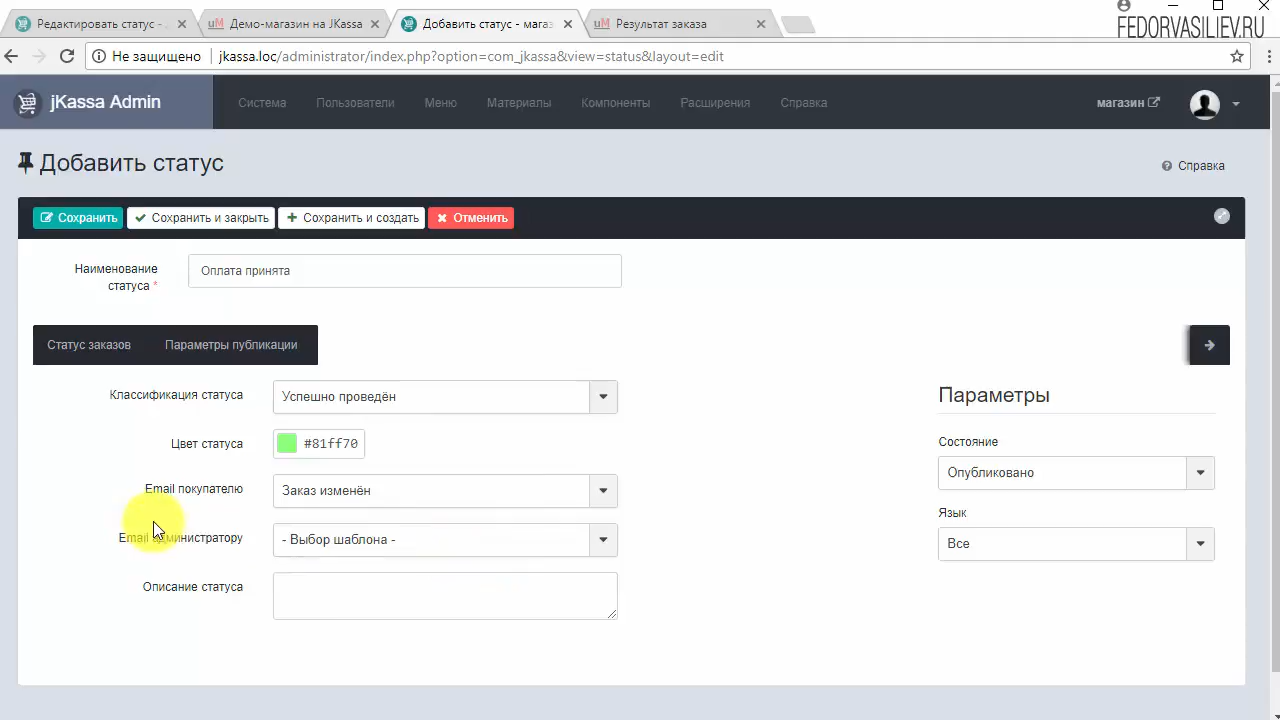 Редактировать статус -
Демо-магазин на JKassa
Добавить статус - мага
Результат заказа
FEDORVASILIEV.RU
Не защищено
jkassa.loc/administrator/index.php?option=com_jkassa&view=status&layout=edit
jKassa Admin
Система
Пользователи
Меню
Материалы
Компоненты
Расширения
Справка
магазин
Добавить статус
Справка
Сохранить
Сохранить и закрыть
Сохранить и создать
Отменить
Наименование
статуса *
Оплата принята
Статус заказов
Параметры публикации
Классификация статуса
Успешно проведён
Цвет статуса
#81ff70
Email покупателю
Заказ изменён
Email администратору
- Выбор шаблона -
Описание статуса
Параметры
Состояние
Опубликовано
Язык
Все